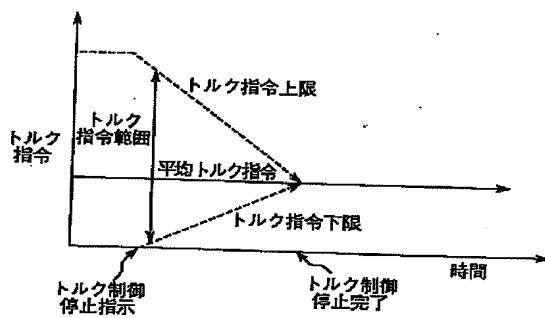 トルク指令上限
トルク
指令範囲
トルク
指令
平均トルク指令
トルク指令下限
時間
トルク制御
停止指示
トルク制御
停止完了